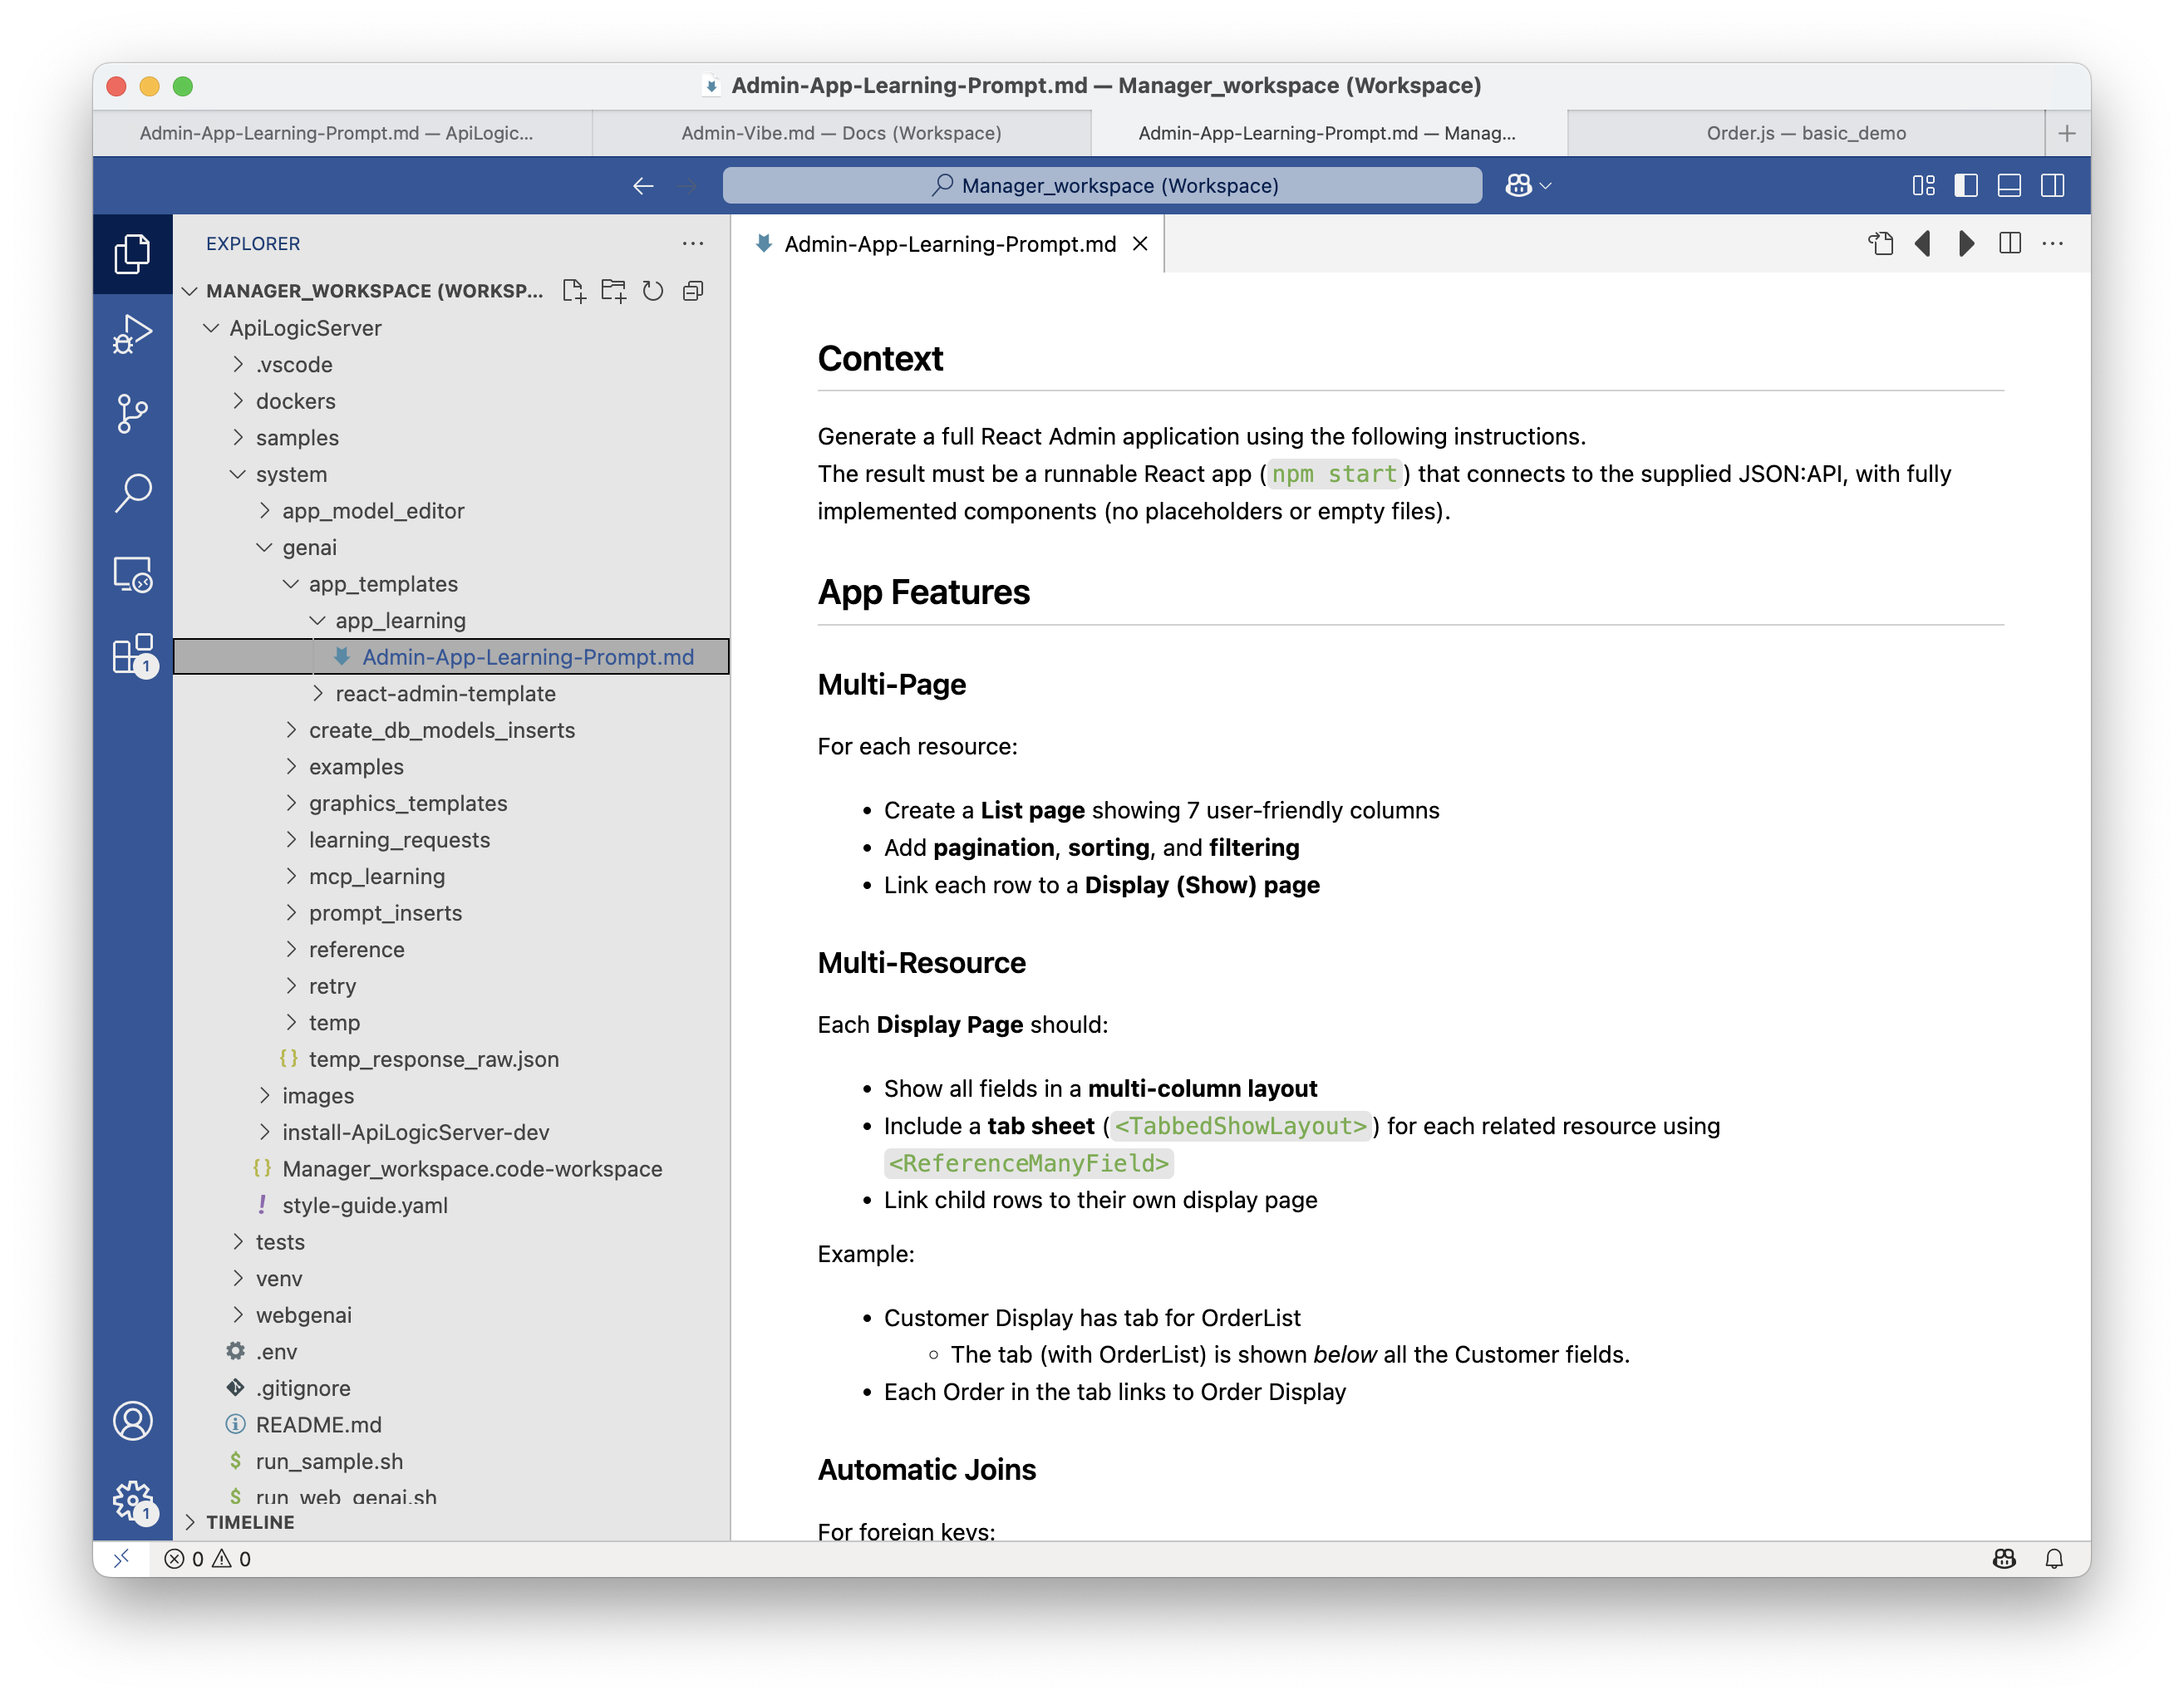 Admin-App-Learning-Prompt.md — Manager_workspace (Workspace)
Admin-App-Learning-Prompt.md — ApiLogic...
Admin-Vibe.md — Docs (Workspace)
Admin-App-Learning-Prompt.md — Manag...
Order.js — basic_demo
Manager_workspace (Workspace)
EXPLORER
MANAGER_WORKSPACE (WORKSP...
ApiLogicServer
.vscode
dockers
samples
system
app_model_editor
genai
app_templates
app_learning
Admin-App-Learning-Prompt.md
react-admin-template
create_db_models_inserts
examples
graphics_templates
learning_requests
mcp_learning
prompt_inserts
reference
retry
temp
{} temp_response_raw.json
images
install-ApiLogicServer-dev
{} Manager_workspace.code-workspace
! style-guide.yaml
tests
venv
webgenai
.env
.gitignore
README.md
$ run_sample.sh
$ run_web_genai.sh
TIMELINE
1
1
Admin-App-Learning-Prompt.md
Context
Generate a full React Admin application using the following instructions.
The result must be a runnable React app (npm start) that connects to the supplied JSON:API, with fully
implemented components (no placeholders or empty files).
App Features
Multi-Page
For each resource:
• Create a List page showing 7 user-friendly columns
• Add pagination, sorting, and filtering
• Link each row to a Display (Show) page
Multi-Resource
Each Display Page should:
• Show all fields in a multi-column layout
• Include a tab sheet (<TabbedShowLayout>) for each related resource using
<ReferenceManyField>
• Link child rows to their own display page
Example:
• Customer Display has tab for OrderList
◦ The tab (with OrderList) is shown below all the Customer fields.
• Each Order in the tab links to Order Display
Automatic Joins
For foreign keys:
0 0